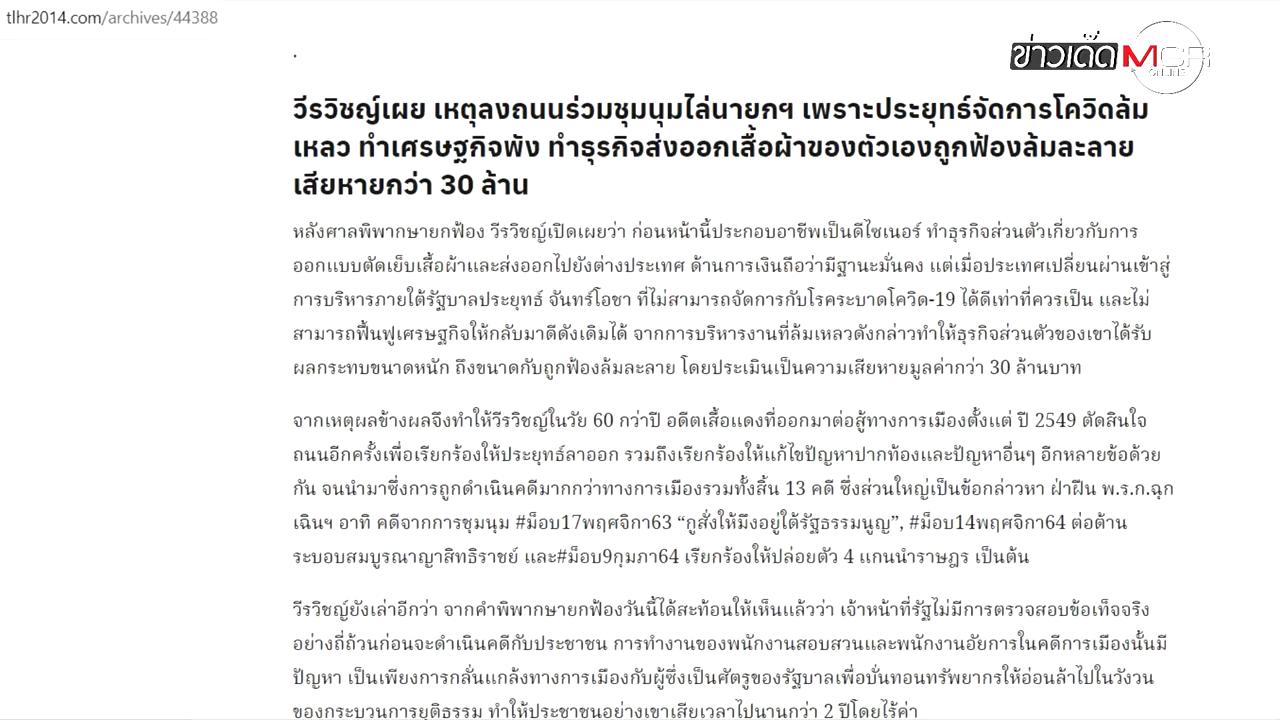 tlhr2014.com/archives/44388
ข่าวเด็ด MCR
ONLINE
วีรวิชญ์เผย เหตุลงถนนร่วมชุมนุมไล่นายกฯ เพราะประยุทธ์จัดการโควิดล้ม
เหลว ทำเศรษฐกิจพัง ทำธุรกิจส่งออกเสื้อผ้าของตัวเองถูกฟ้องล้มละลาย
เสียหายกว่า 30 ล้าน
หลังศาลพิพากษายกฟ้อง วีรวิชญ์เปิดเผยว่า ก่อนหน้านี้ประกอบอาชีพเป็นดีไซเนอร์ ทำธุรกิจส่วนตัวเกี่ยวกับการ
ออกแบบตัดเย็บเสื้อผ้าและส่งออกไปยังต่างประเทศ ด้านการเงินถือว่ามีฐานะมั่นคง แต่เมื่อประเทศเปลี่ยนผ่านเข้าสู่
การบริหารภายใต้รัฐบาลประยุทธ์ จันทร์โอชา ที่ไม่สามารถจัดการกับโรคระบาดโควิด-19 ได้ดีเท่าที่ควรเป็น และไม่
สามารถฟื้นฟูเศรษฐกิจให้กลับมาดีดังเดิมได้ จากการบริหารงานที่ล้มเหลวดังกล่าวทำให้ธุรกิจส่วนตัวของเขาได้รับ
ผลกระทบขนาดหนัก ถึงขนาดกับถูกฟ้องล้มละลาย โดยประเมินเป็นความเสียหายมูลค่ากว่า 30 ล้านบาท
จากเหตุผลข้างผลจึงทำให้วีรวิชญ์ในวัย 60 กว่าปี อดีตเสื้อแดงที่ออกมาต่อสู้ทางการเมืองตั้งแต่ ปี 2549 ตัดสินใจ
ถนนอีกครั้งเพื่อเรียกร้องให้ประยุทธ์ลาออก รวมถึงเรียกร้องให้แก้ไขปัญหาปากท้องและปัญหาอื่นๆ อีกหลายข้อด้วย
กัน จนนำมาซึ่งการถูกดำเนินคดีมากกว่าทางการเมืองรวมทั้งสิ้น 13 คดี ซึ่งส่วนใหญ่เป็นข้อกล่าวหา ฝ่าฝืน พ.ร.ก.ฉุก
เฉินฯ อาทิ คดีจากการชุมนุม #ม็อบ17พฤศจิกา63 “กูสั่งให้มึงอยู่ใต้รัฐธรรมนูญ”, #ม็อบ14พฤศจิกา64 ต่อต้าน
ระบอบสมบูรณาญาสิทธิราชย์ และ#ม็อบ9กุมภา64 เรียกร้องให้ปล่อยตัว 4 แกนนำราษฎร เป็นต้น
วีรวิชญ์ยังเล่าอีกว่า จากคำพิพากษายกฟ้องวันนี้ได้สะท้อนให้เห็นแล้วว่า เจ้าหน้าที่รัฐไม่มีการตรวจสอบข้อเท็จจริง
อย่างถี่ถ้วนก่อนจะดำเนินคดีกับประชาชน การทำงานของพนักงานสอบสวนและพนักงานอัยการในคดีการเมืองนั้นมี
ปัญหา เป็นเพียงการกลั่นแกล้งทางการเมืองกับผู้ซึ่งเป็นศัตรูของรัฐบาลเพื่อบั่นทอนทรัพยากรให้อ่อนล้าไปในวังวน
ของกระบวนการยุติธรรม ทำให้ประชาชนอย่างเขาเสียเวลาไปนานกว่า 2 ปีโดยไร้ค่า